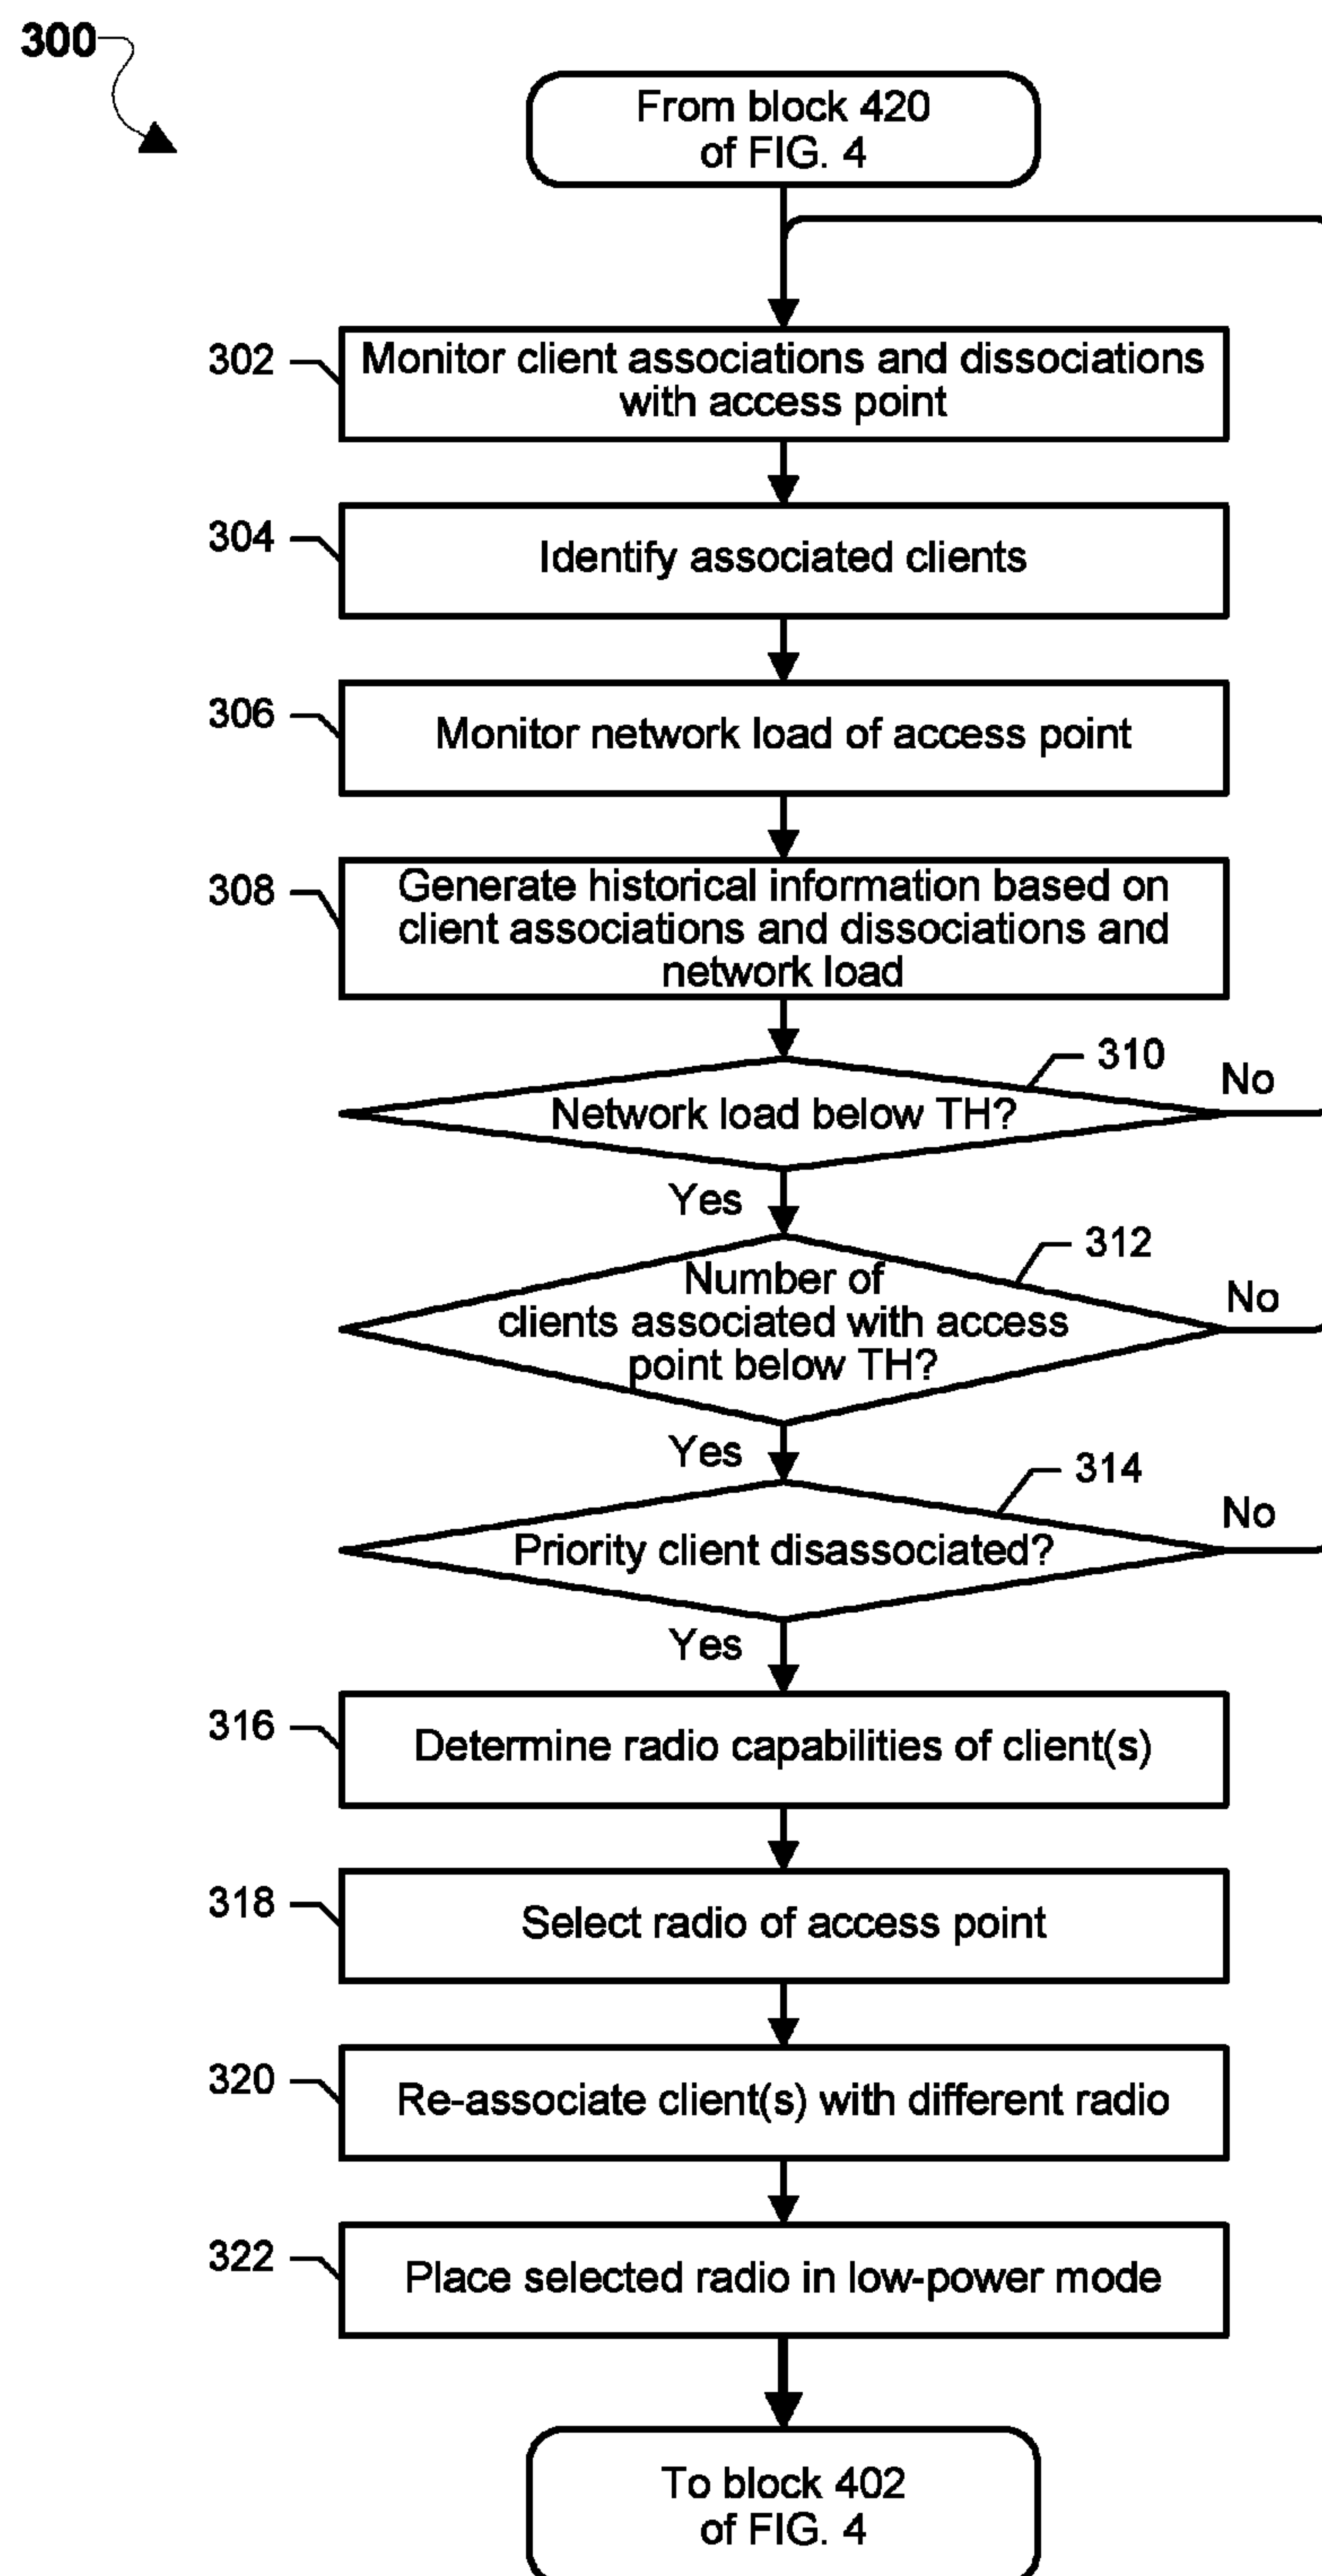 300
From block 420
of FIG. 4
302
Monitor client associations and dissociations
with access point
304
Identify associated clients
306
Monitor network load of access point
308
Generate historical information based on
client associations and dissociations and
network load
310
Network load below TH?
No
Yes
312
Number of
clients associated with access
point below TH?
No
Yes
314
Priority client disassociated?
No
Yes
316
Determine radio capabilities of client(s)
318
Select radio of access point
320
Re-associate client(s) with different radio
322
Place selected radio in low-power mode
To block 402
of FIG. 4